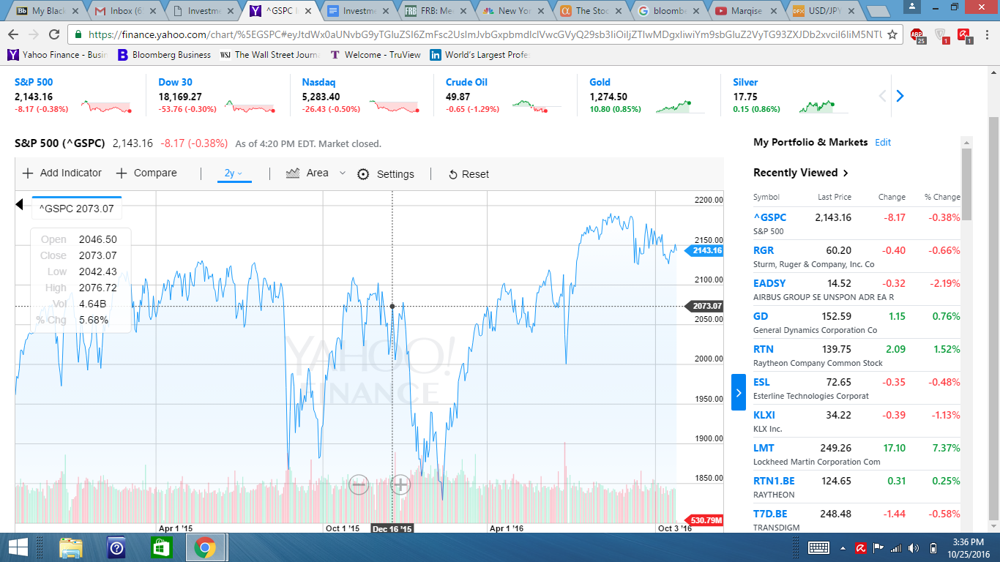 My Blac
Inbox (6
Investme
^GSPC I
Investme
FRB: Me
New Yor
The Stoc
bloombe
Marqise
USD/JPY
https://finance.yahoo.com/chart/%5EGSPC#
25
1
1
Yahoo Finance - Busin
Bloomberg Business
The Wall Street Journa
Welcome - TruView
World's Largest Profe
S&P 500
2,143.16
-8.17 (-0.38%)
Dow 30
18,169.27
-53.76 (-0.30%)
Nasdaq
5,283.40
-26.43 (-0.50%)
Crude Oil
49.87
-0.65 (-1.29%)
Gold
1,274.50
10.80 (0.85%)
Silver
17.75
0.15 (0.86%)
S&P 500 (^GSPC) 2,143.16 -8.17 (-0.38%) As of 4:20 PM EDT. Market closed.
Add Indicator Compare 2y Area Settings Reset
^GSPC 2073.07
Open 2046.50
Close 2073.07
Low 2042.43
High 2076.72
Vol 4.64B
% Chg 5.68%
YAHOO!
FINANCE
2200.00
2150.00
2143.16
2100.00
2073.07
2050.00
2000.00
1950.00
1900.00
1850.00
530.79M
Apr 1 '15 Oct 1 '15 Dec 16 '15 Apr 1 '16 Oct 3 '16
My Portfolio & Markets Edit
Recently Viewed
Symbol Last Price Change % Change
^GSPC 2,143.16 -8.17 -0.38%
S&P 500
RGR 60.20 -0.40 -0.66%
Sturm, Ruger & Company, Inc. Co
EADSY 14.52 -0.32 -2.19%
AIRBUS GROUP SE UNSPON ADR EA R
GD 152.59 1.15 0.76%
General Dynamics Corporation Co
RTN 139.75 2.09 1.52%
Raytheon Company Common Stock
ESL 72.65 -0.35 -0.48%
Esterline Technologies Corporat
KLXI 34.22 -0.39 -1.13%
KLX Inc.
LMT 249.26 17.10 7.37%
Lockheed Martin Corporation Com
RTN1.BE 124.65 0.31 0.25%
RAYTHEON
T7D.BE 248.48 -1.44 -0.58%
TRANSDIGM
3:36 PM
10/25/2016